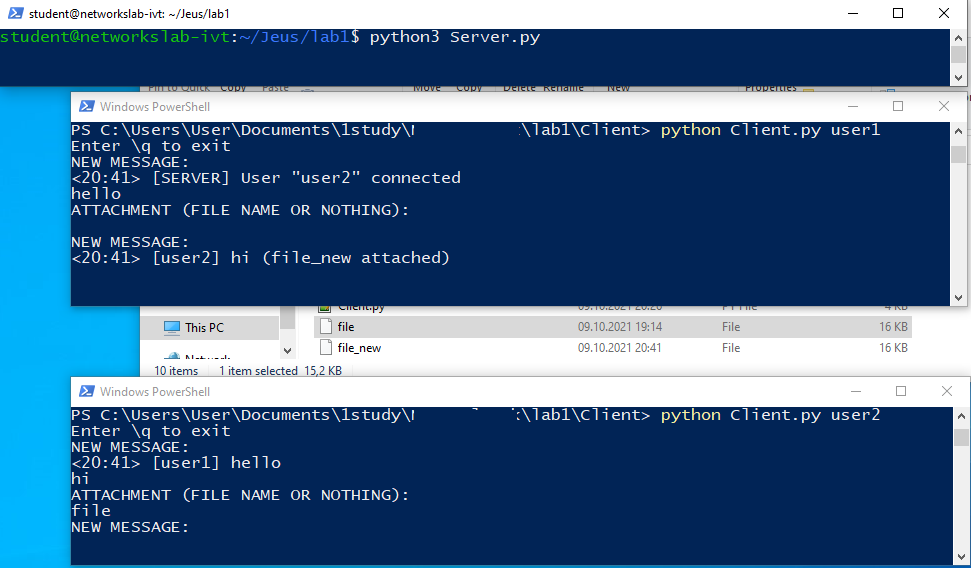 student@networkslab-ivt: ~/Jeus/lab1
student@networkslab-ivt:~/Jeus/lab1$ python3 Server.py
Pin to Quick Copy Paste Move Copy Delete Rename New Properties
Windows PowerShell
PS C:\Users\User\Documents\1study\ \lab1\Client> python Client.py user1
Enter \q to exit
NEW MESSAGE:
<20:41> [SERVER] User "user2" connected
hello
ATTACHMENT (FILE NAME OR NOTHING):
NEW MESSAGE:
<20:41> [user2] hi (file_new attached)
Client.py 09.10.2021 20:20 PY File 4 KB
This PC
file 09.10.2021 19:14 File 16 KB
file_new 09.10.2021 20:41 File 16 KB
Network
10 items 1 item selected 15,2 KB
Windows PowerShell
PS C:\Users\User\Documents\1study\ \lab1\Client> python Client.py user2
Enter \q to exit
NEW MESSAGE:
<20:41> [user1] hello
hi
ATTACHMENT (FILE NAME OR NOTHING):
file
NEW MESSAGE: